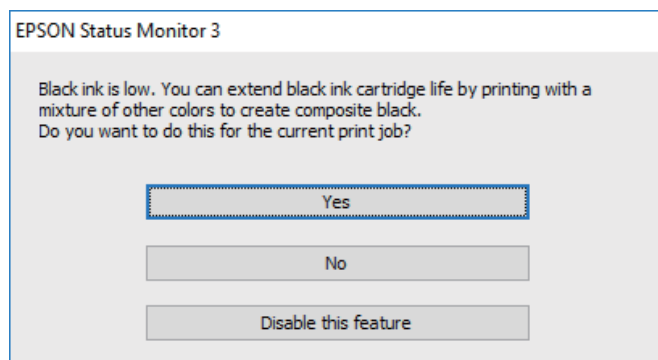 EPSON Status Monitor 3
Black ink is low. You can extend black ink cartridge life by printing with a
mixture of other colors to create composite black.
Do you want to do this for the current print job?
Yes
No
Disable this feature